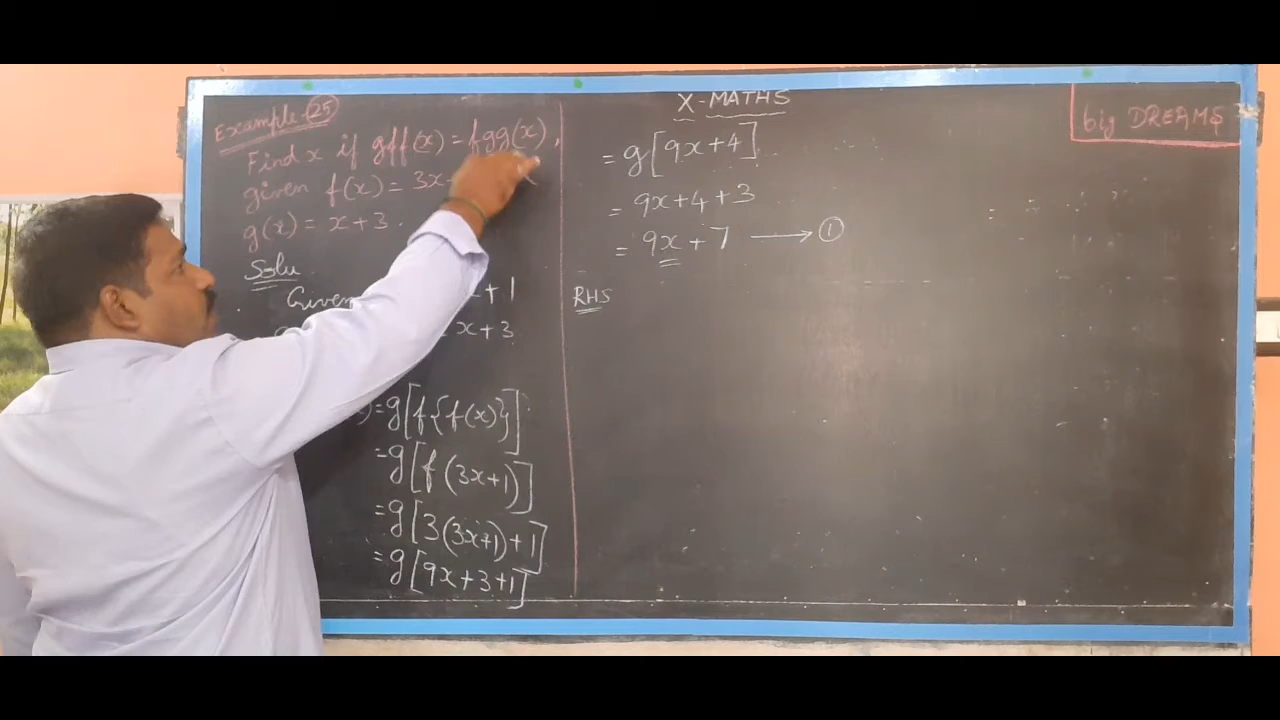 X-MATHS
big DREAMS
Example-25
Find x if gff(x) = fgg(x),
given f(x) = 3x
g(x) = x+3.
Solu
Given
+ 1
x+3
= g[f{f(x)}]
= g[f(3x+1)]
= g[3(3x+1)+1]
= g[9x+3+1]
= g[9x+4]
= 9x+4+3
= 9x+7 → ①
RHS